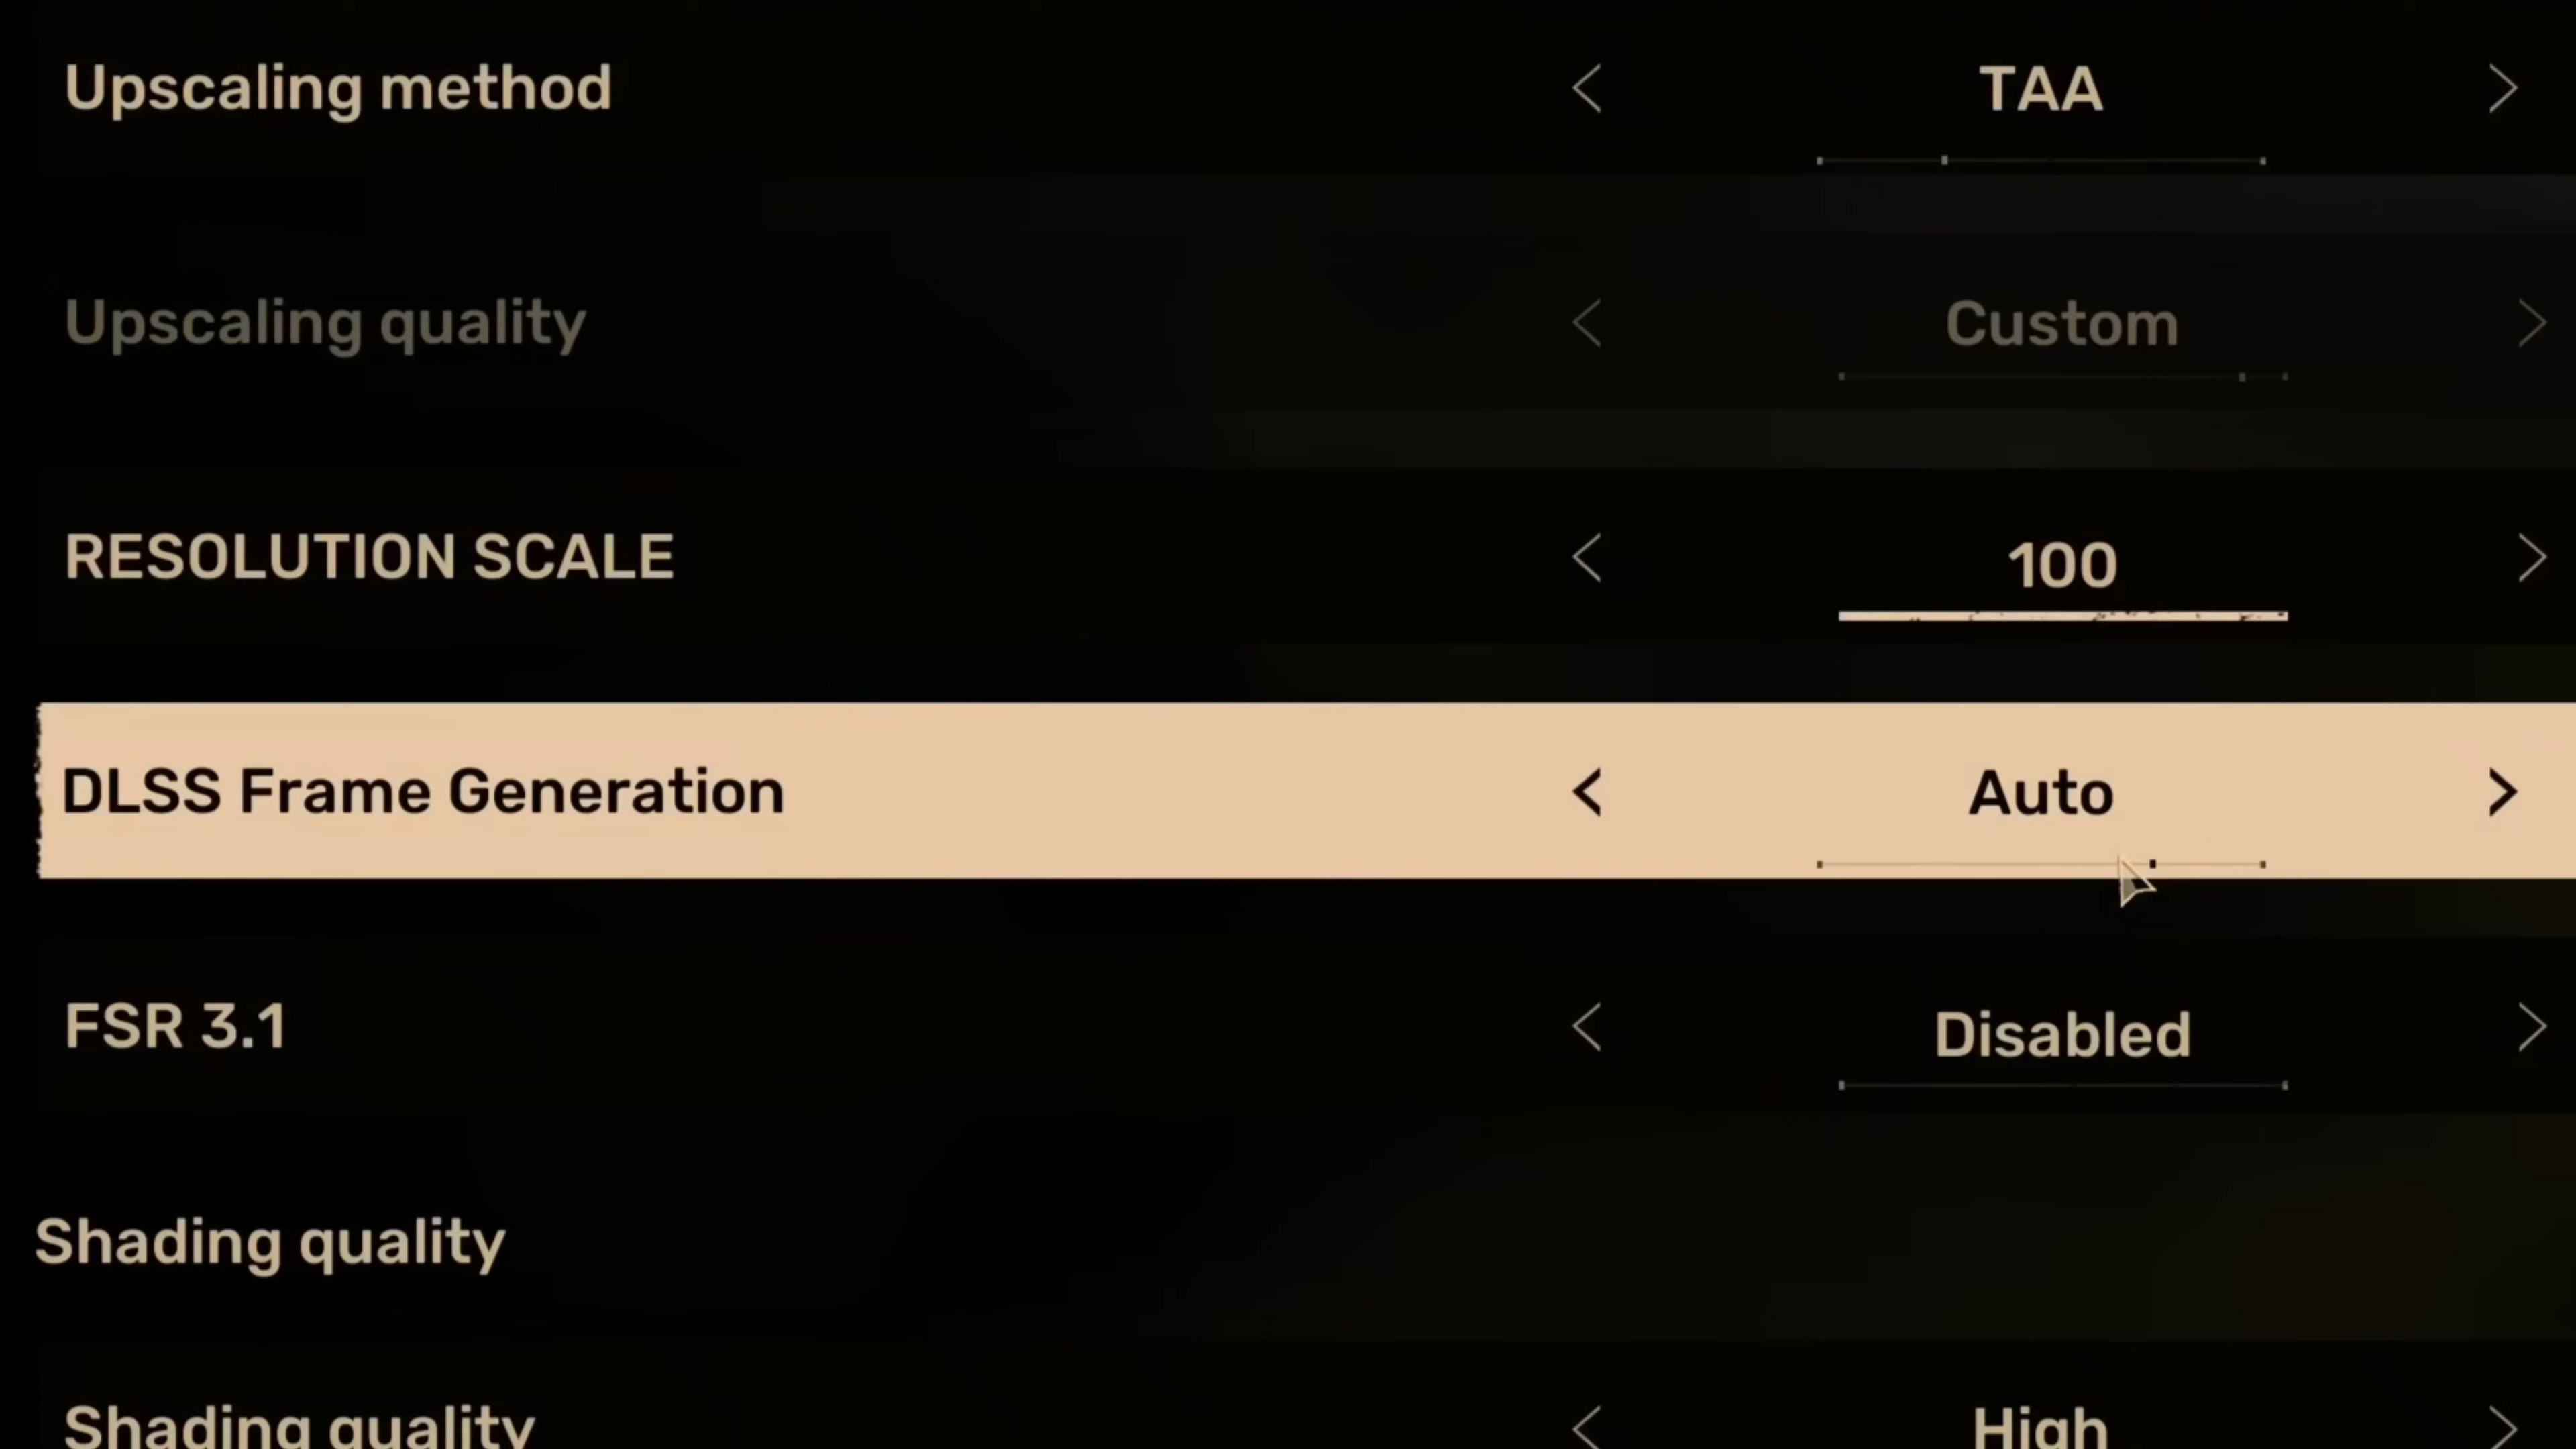 Upscaling method < TAA >
Upscaling quality < Custom >
RESOLUTION SCALE < 100 >
DLSS Frame Generation < Auto >
FSR 3.1 < Disabled >
Shading quality
Shading quality < High >